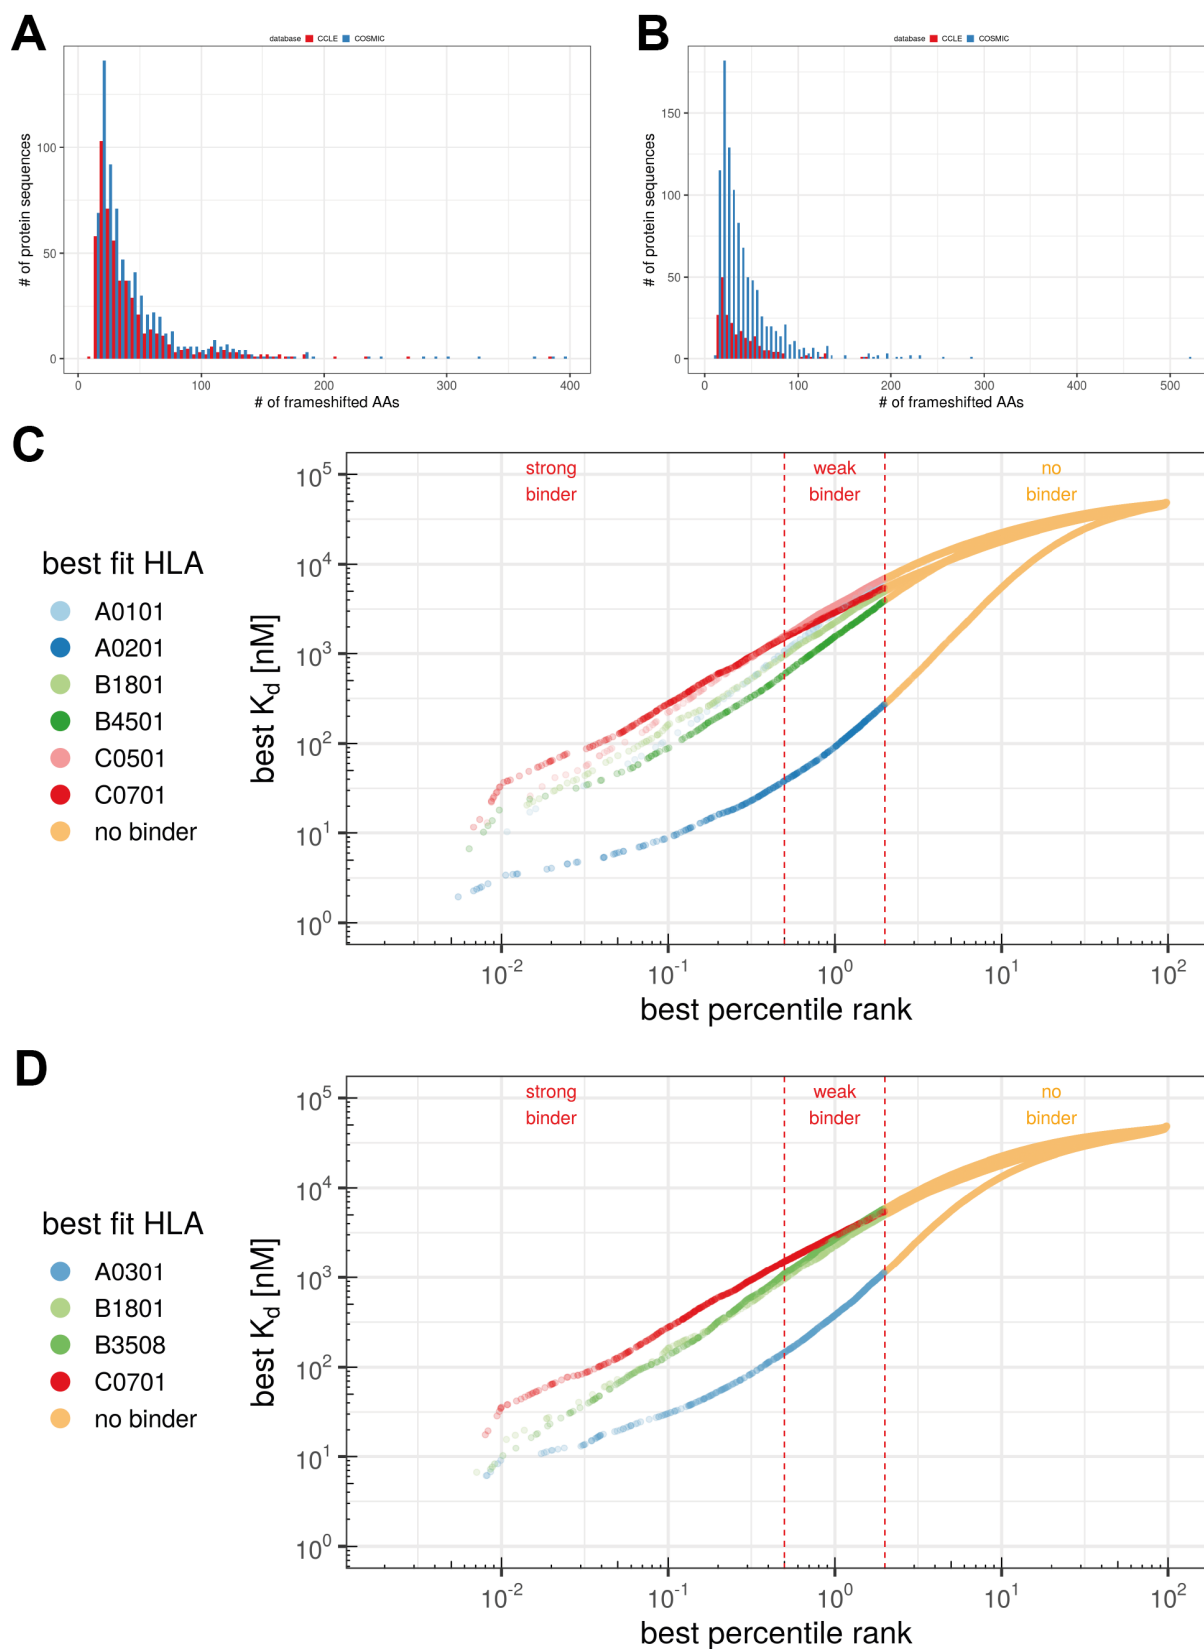 A
database CCLE COSMIC
# of protein sequences
100
50
0
0 100 200 300 400
# of frameshifted AAs
B
database CCLE COSMIC
# of protein sequences
150
100
50
0
0 100 200 300 400 500
# of frameshifted AAs
C
best fit HLA
A0101
A0201
B1801
B4501
C0501
C0701
no binder
best Kd [nM]
10^5
10^4
10^3
10^2
10^1
10^0
strong
binder
weak
binder
no
binder
10^-2 10^-1 10^0 10^1 10^2
best percentile rank
D
best fit HLA
A0301
B1801
B3508
C0701
no binder
best Kd [nM]
10^5
10^4
10^3
10^2
10^1
10^0
strong
binder
weak
binder
no
binder
10^-2 10^-1 10^0 10^1 10^2
best percentile rank